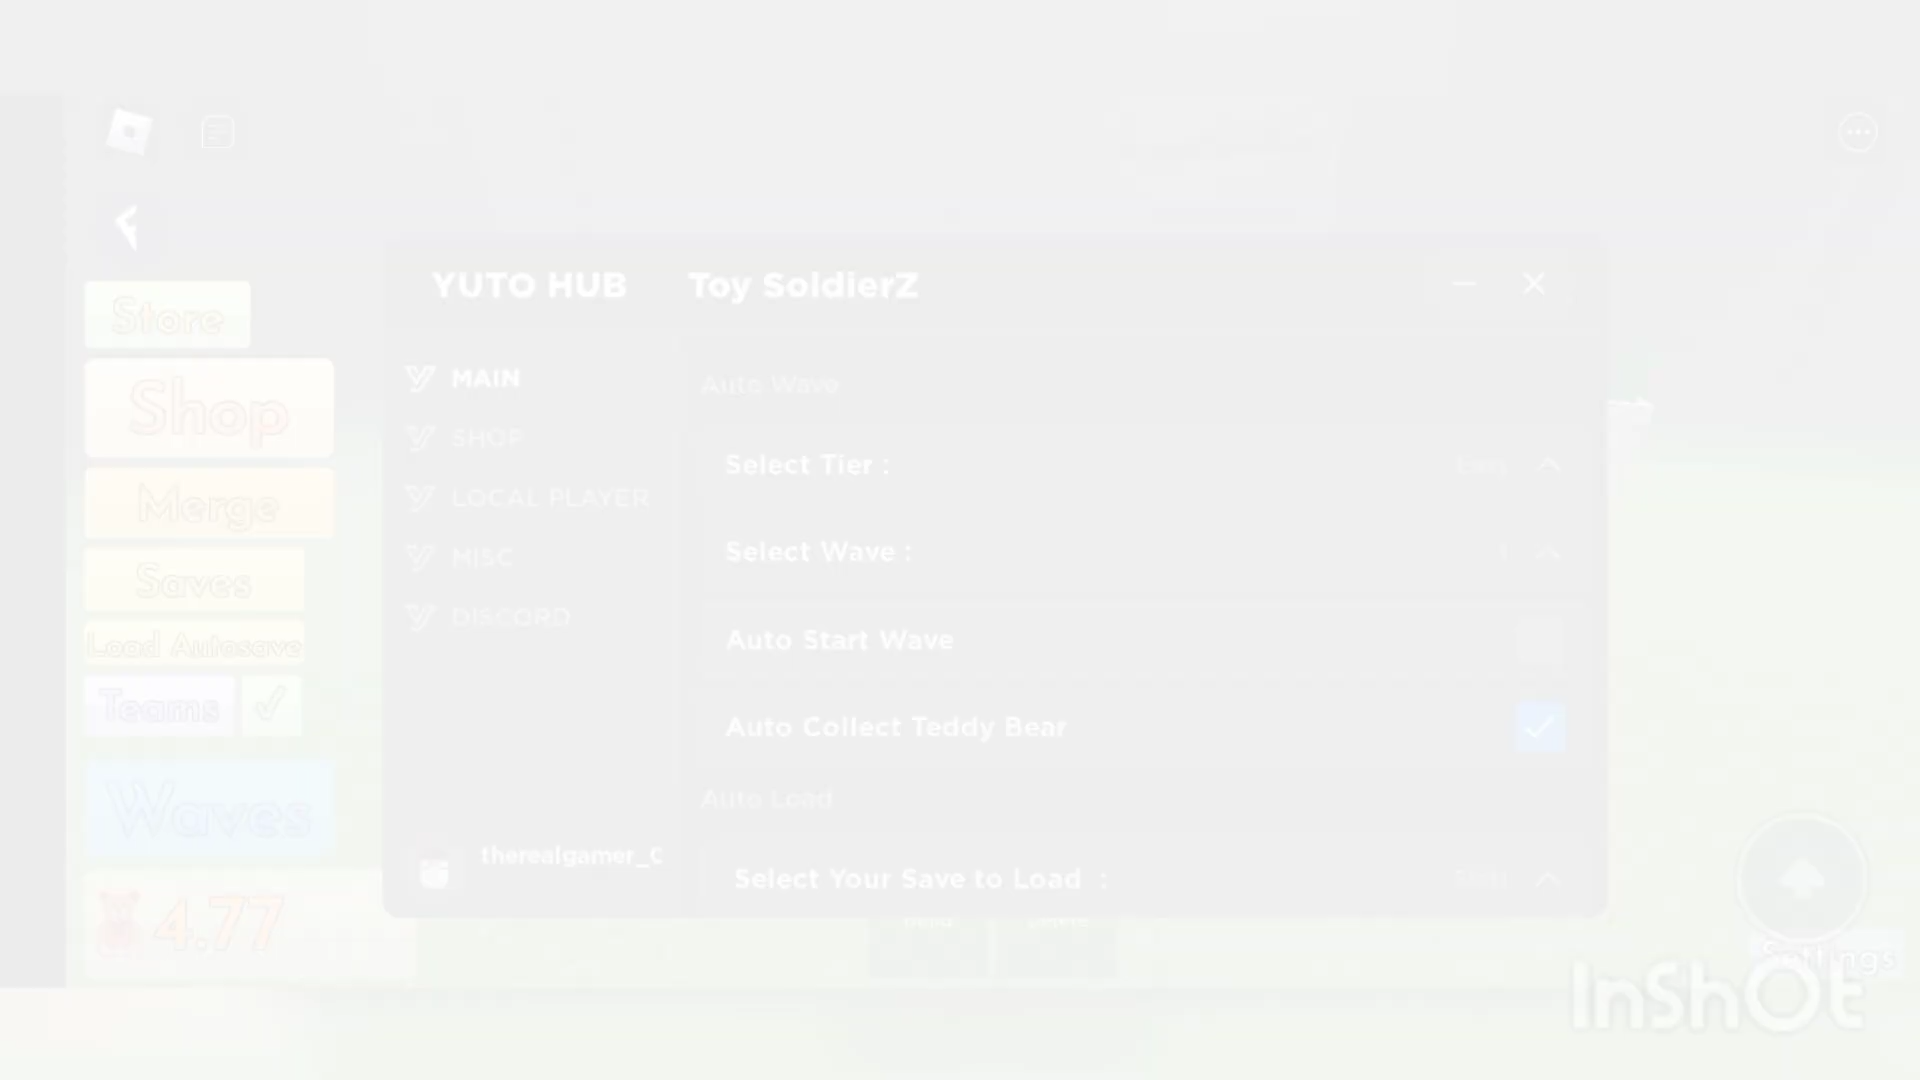 YUTO HUB Toy SoldierZ
Store
Shop
Merge
Saves
Load Autosave
Teams
Waves
4.77
MAIN
SHOP
LOCAL PLAYER
MISC
DISCORD
therealgamer_C
Auto Wave
Select Tier :
Select Wave :
Auto Start Wave
Auto Collect Teddy Bear
Auto Load
Select Your Save to Load :
Settings
InShOt